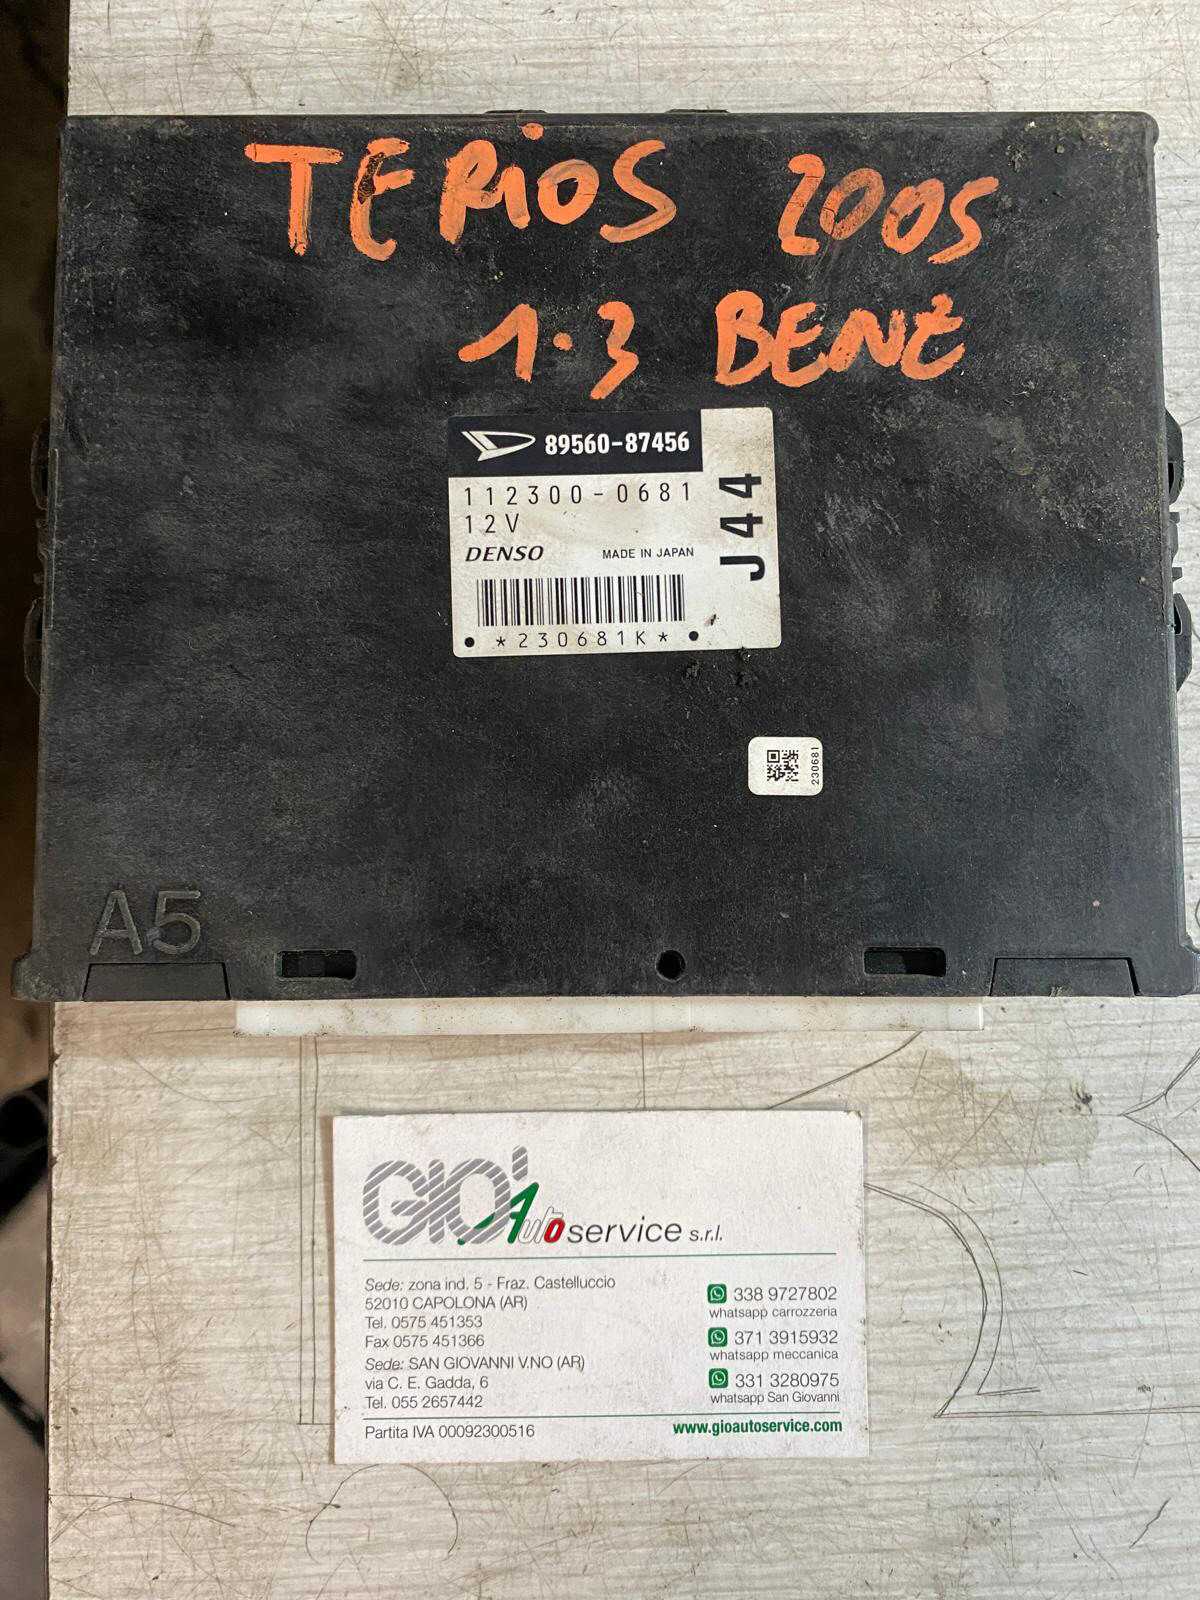 TERIOS 2005
1.3 BENZ
89560-87456
112300-0681
12V
DENSO MADE IN JAPAN
J44
*230681K*
230681
A5
GIO' Auto service s.r.l.
Sede: zona ind. 5 - Fraz. Castelluccio
52010 CAPOLONA (AR)
Tel. 0575 451353
Fax 0575 451366
Sede: SAN GIOVANNI V.NO (AR)
via C. E. Gadda, 6
Tel. 055 2657442
338 9727802
whatsapp carrozzeria
371 3915932
whatsapp meccanica
331 3280975
whatsapp San Giovanni
Partita IVA 00092300516
www.gioautoservice.com